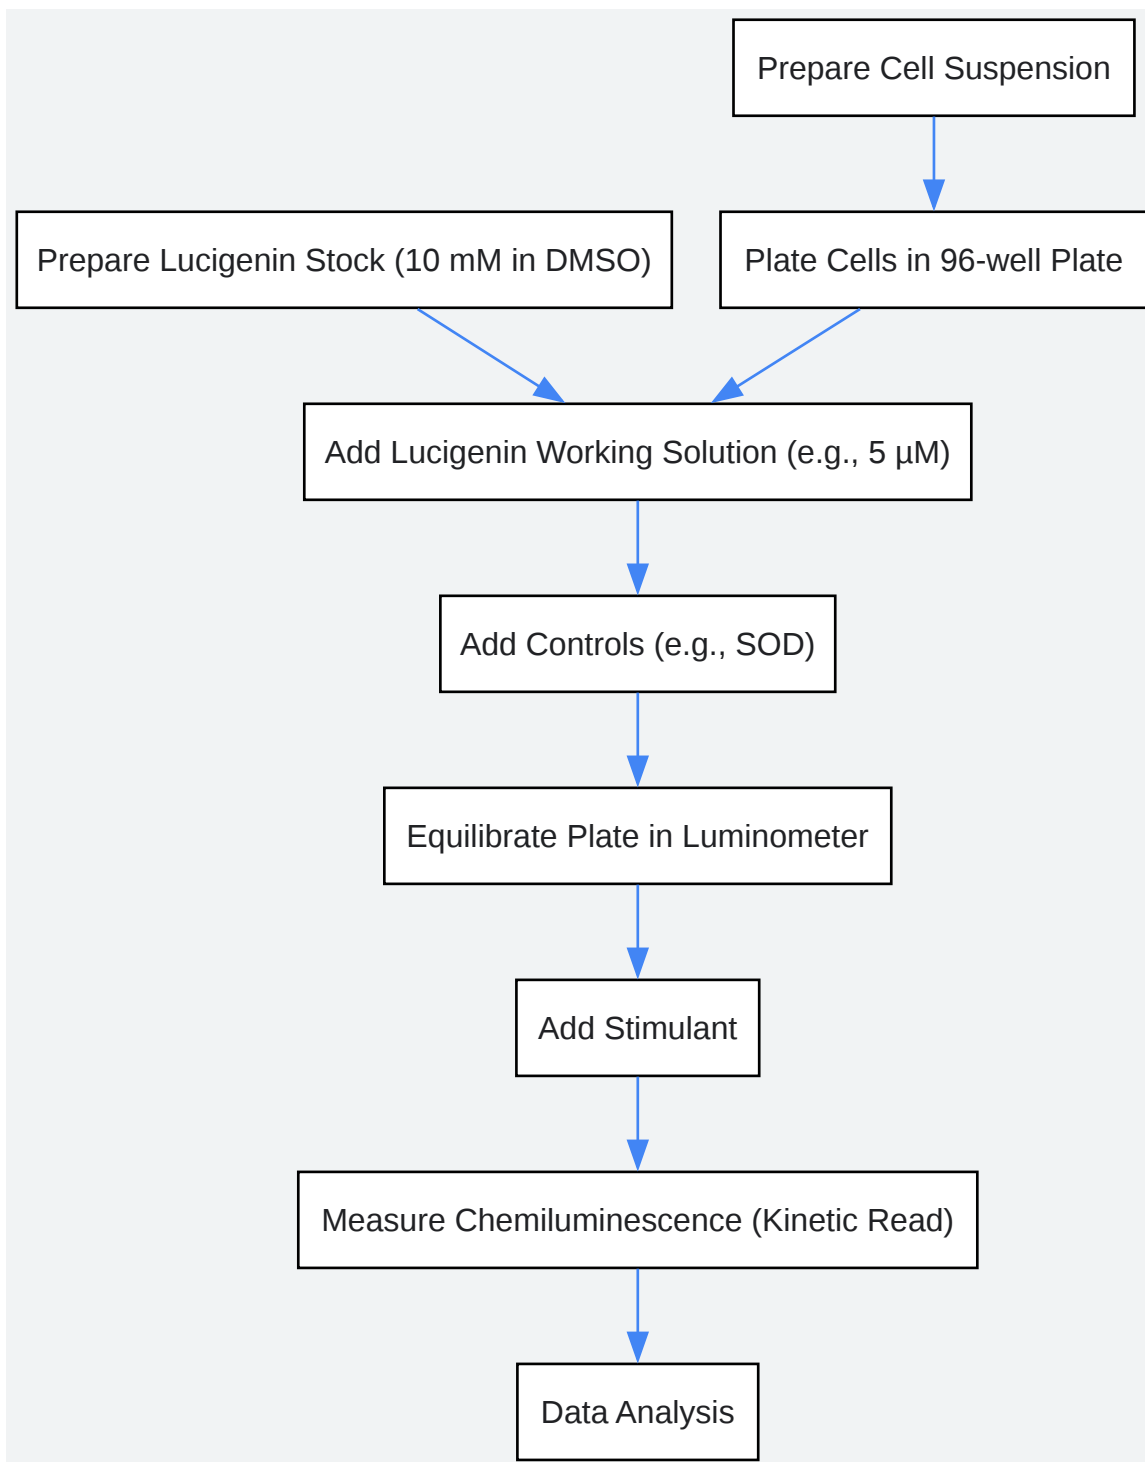 Prepare Cell Suspension
Prepare Lucigenin Stock (10 mM in DMSO)
Plate Cells in 96-well Plate
Add Lucigenin Working Solution (e.g., 5 µM)
Add Controls (e.g., SOD)
Equilibrate Plate in Luminometer
Add Stimulant
Measure Chemiluminescence (Kinetic Read)
Data Analysis